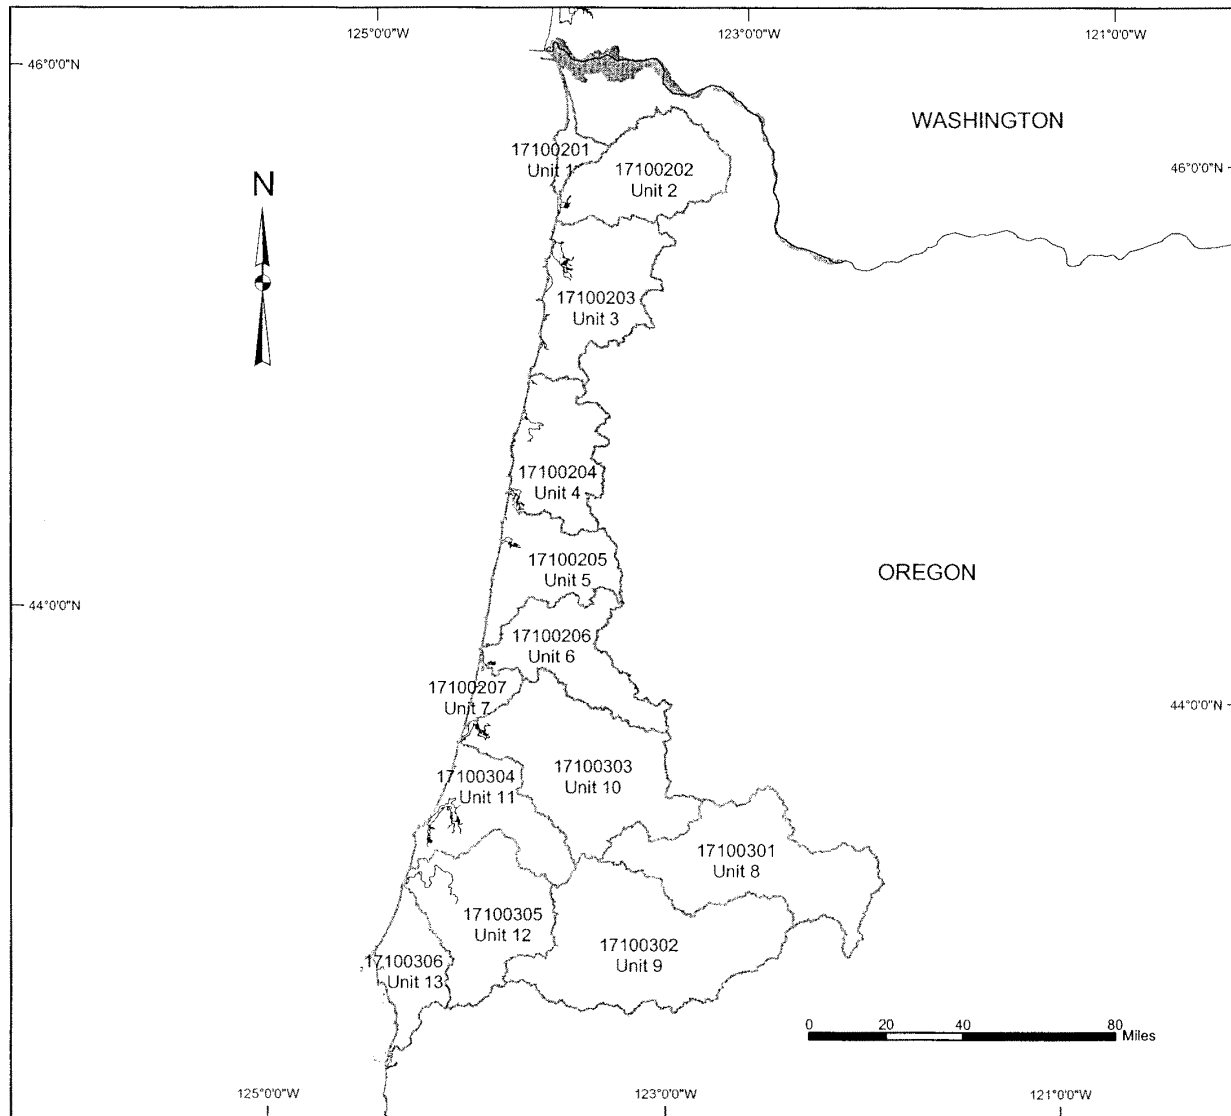 125°0'0"W
123°0'0"W
121°0'0"W
46°0'0"N
WASHINGTON
17100201
Unit 1
46°0'0"N
17100202
Unit 2
N
17100203
Unit 3
17100204
Unit 4
17100205
Unit 5
OREGON
44°0'0"N
17100206
Unit 6
17100207
Unit 7
44°0'0"N
17100303
Unit 10
17100304
Unit 11
17100301
Unit 8
17100305
Unit 12
17100302
Unit 9
17100306
Unit 13
0 20 40 80
Miles
125°0'0"W
123°0'0"W
121°0'0"W